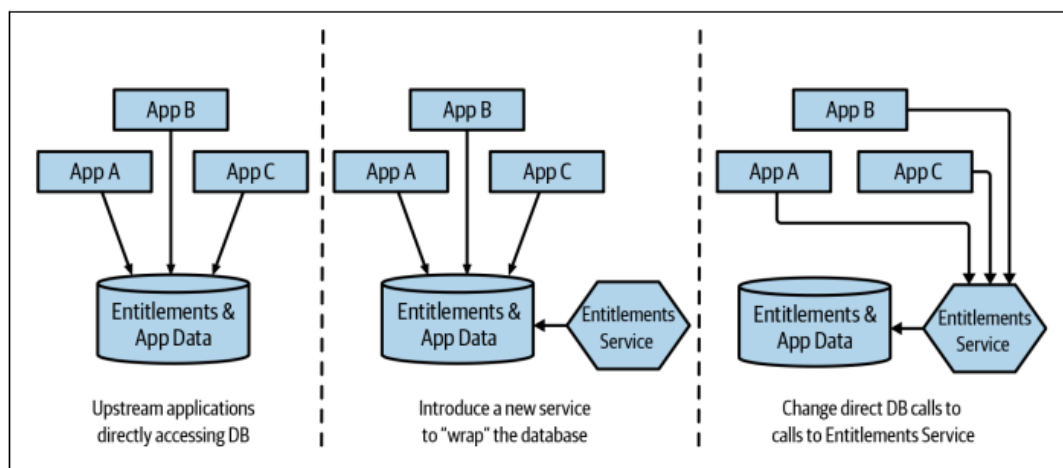 App B
App A
App C
Entitlements &
App Data
Upstream applications
directly accessing DB
App B
App A
App C
Entitlements &
App Data
Entitlements
Service
Introduce a new service
to “wrap” the database
App B
App A
App C
Entitlements &
App Data
Entitlements
Service
Change direct DB calls to
calls to Entitlements Service